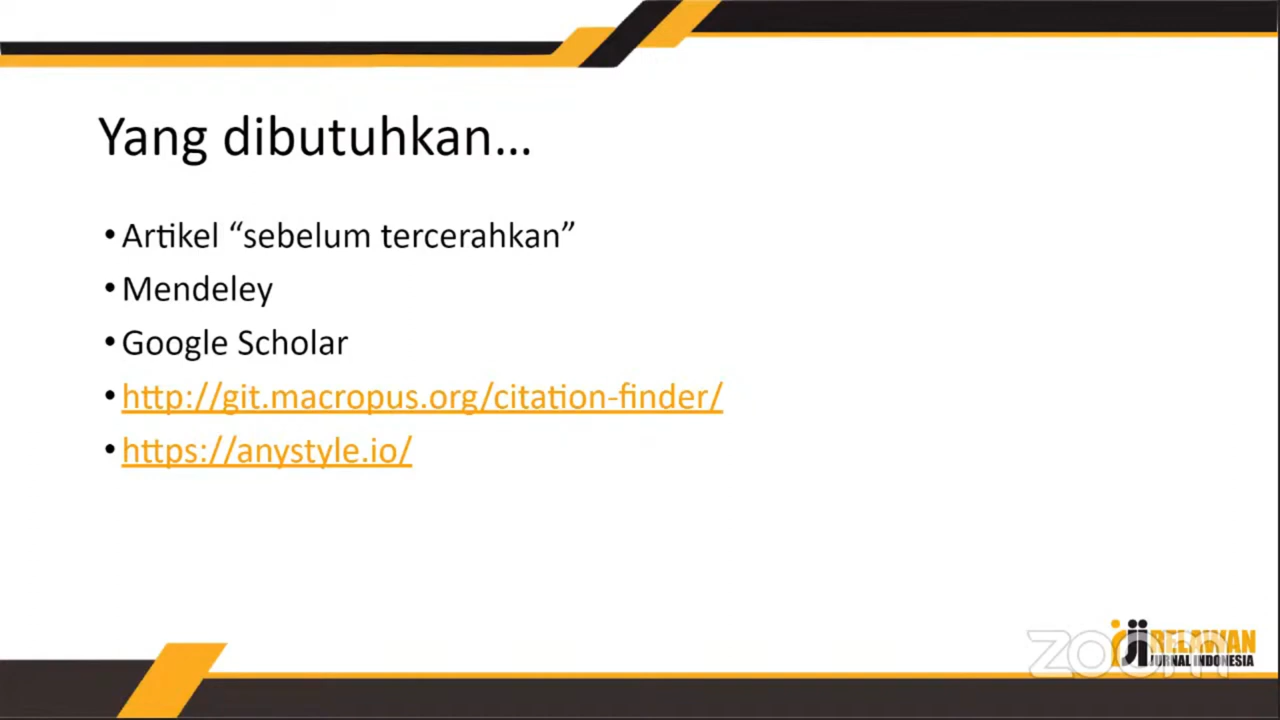 Yang dibutuhkan...
• Artikel “sebelum tercerahkan”
• Mendeley
• Google Scholar
• http://git.macropus.org/citation-finder/
• https://anystyle.io/
zoom
RELAWAN
JURNAL INDONESIA